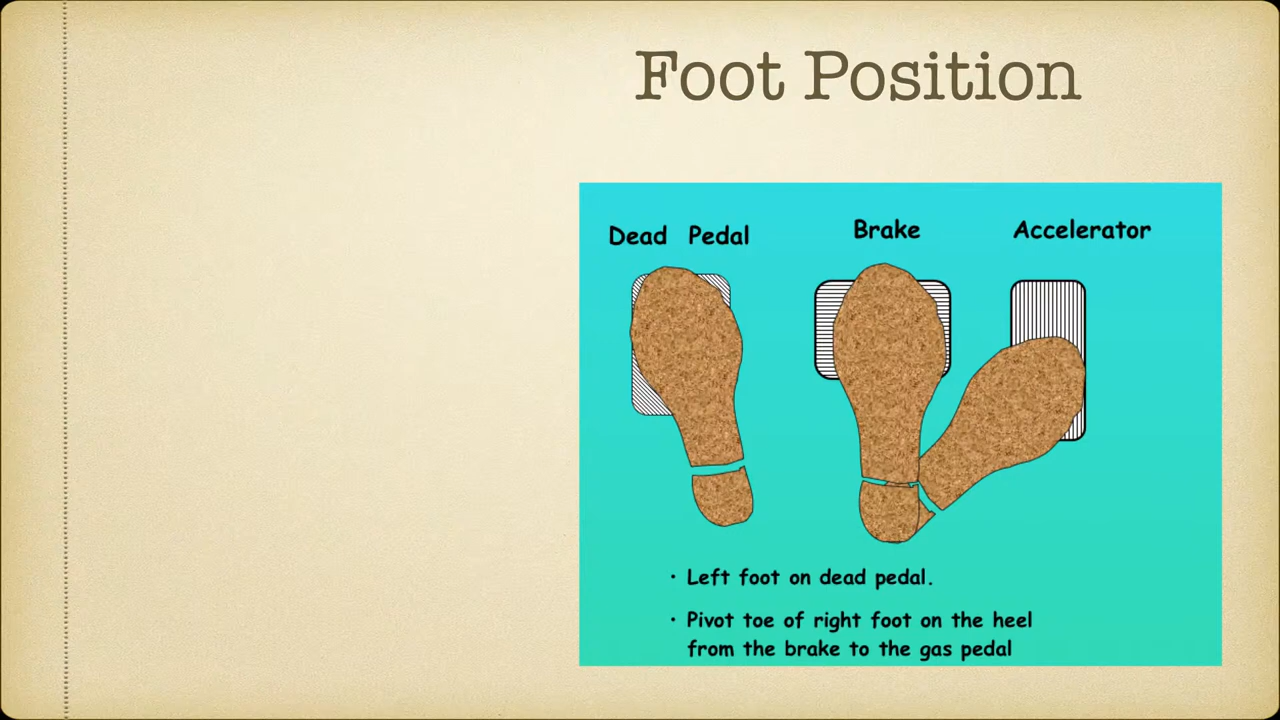 Foot Position
Dead Pedal Brake Accelerator
· Left foot on dead pedal.
· Pivot toe of right foot on the heel
from the brake to the gas pedal